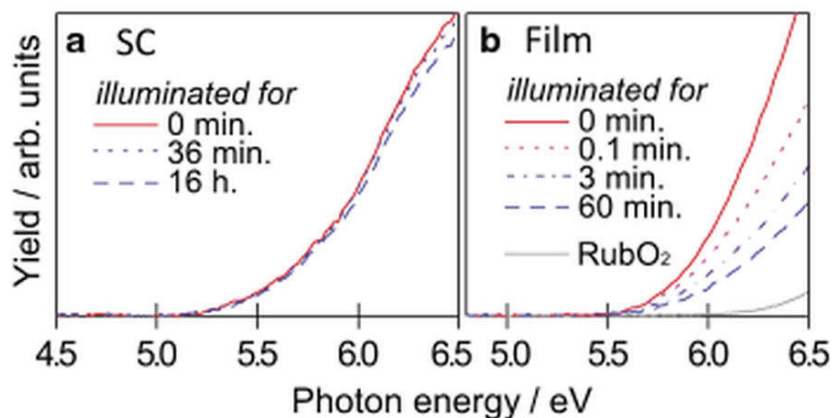 Yield / arb. units
a SC
illuminated for
0 min.
36 min.
16 h.
4.5 5.0 5.5 6.0 6.5
b Film
illuminated for
0 min.
0.1 min.
3 min.
60 min.
RubO₂
5.0 5.5 6.0 6.5
Photon energy / eV